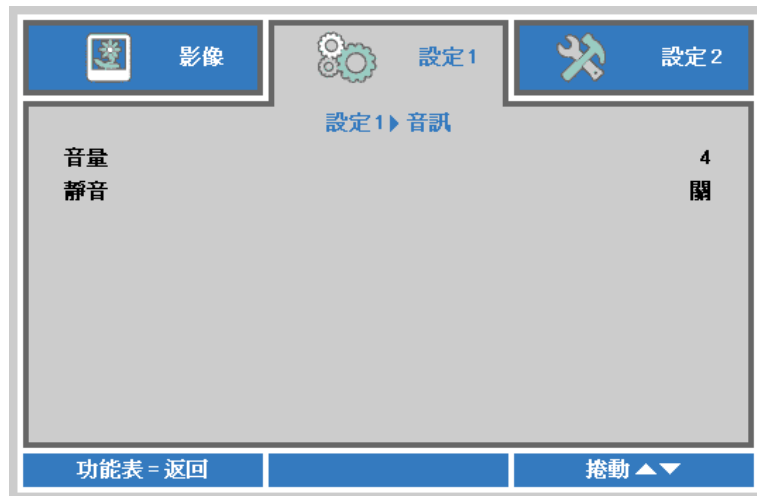 影像 設定1 設定2
設定1▶音訊
音量 4
靜音 關
功能表=返回 捲動▲▼